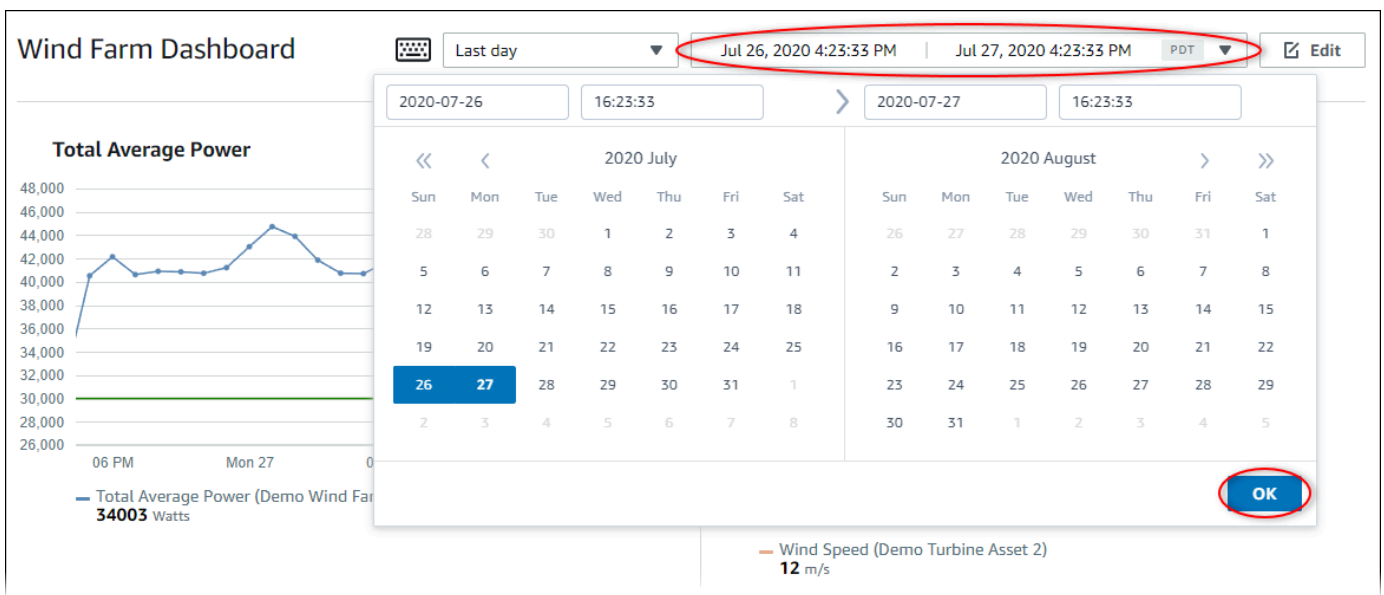 Wind Farm Dashboard
Last day
Jul 26, 2020 4:23:33 PM
Jul 27, 2020 4:23:33 PM
PDT
Edit
2020-07-26 16:23:33 2020-07-27 16:23:33
2020 July
Sun Mon Tue Wed Thu Fri Sat
28 29 30 1 2 3 4
5 6 7 8 9 10 11
12 13 14 15 16 17 18
19 20 21 22 23 24 25
26 27 28 29 30 31 1
2 3 4 5 6 7 8
2020 August
Sun Mon Tue Wed Thu Fri Sat
26 27 28 29 30 31 1
2 3 4 5 6 7 8
9 10 11 12 13 14 15
16 17 18 19 20 21 22
23 24 25 26 27 28 29
30 31 1 2 3 4 5
OK
Total Average Power
48,000
46,000
44,000
42,000
40,000
38,000
36,000
34,000
32,000
30,000
28,000
26,000
06 PM Mon 27 0
Total Average Power (Demo Wind Far
34003 Watts
Wind Speed (Demo Turbine Asset 2)
12 m/s